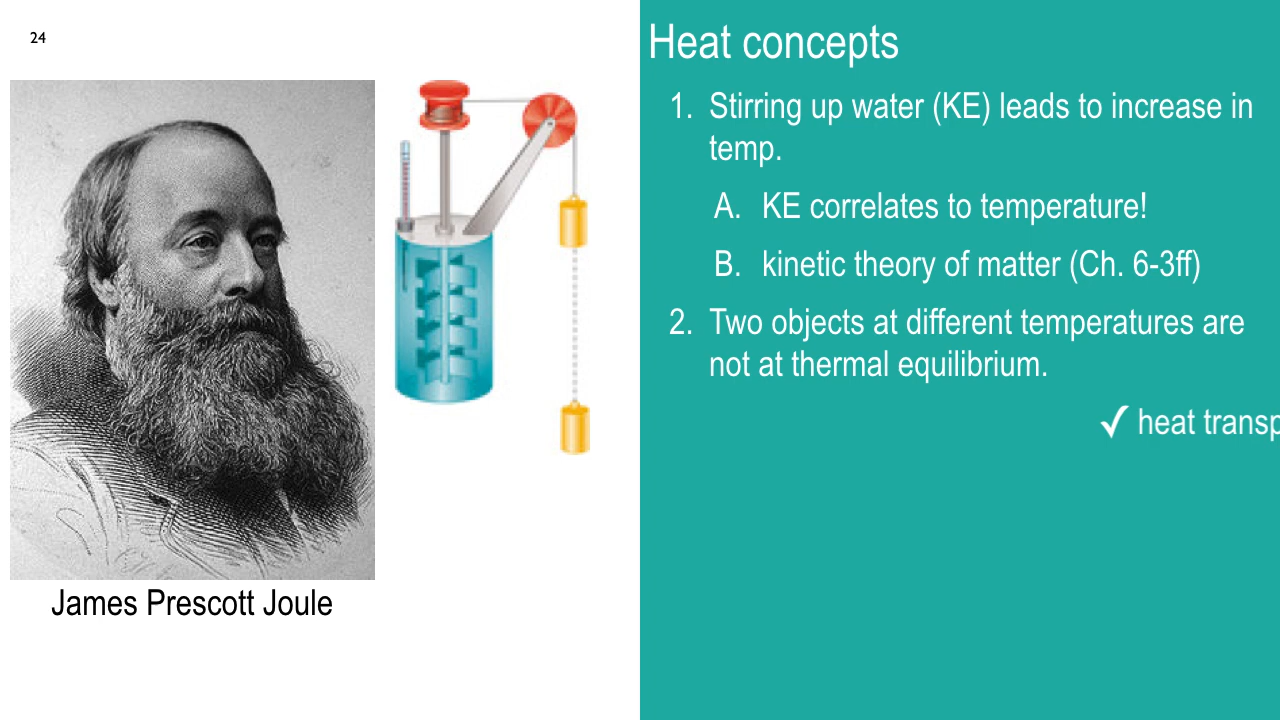 24
Heat concepts
1. Stirring up water (KE) leads to increase in
temp.
A. KE correlates to temperature!
B. kinetic theory of matter (Ch. 6-3ff)
2. Two objects at different temperatures are
not at thermal equilibrium.
✓ heat transp
James Prescott Joule